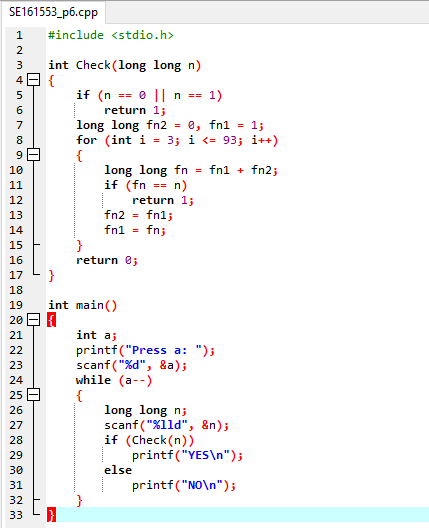 SE161553_p6.cpp
1 #include <stdio.h>
2
3 int Check(long long n)
4 {
5     if (n == 0 || n == 1)
6         return 1;
7     long long fn2 = 0, fn1 = 1;
8     for (int i = 3; i <= 93; i++)
9     {
10         long long fn = fn1 + fn2;
11         if (fn == n)
12             return 1;
13         fn2 = fn1;
14         fn1 = fn;
15     }
16     return 0;
17 }
18
19 int main()
20 {
21     int a;
22     printf("Press a: ");
23     scanf("%d", &a);
24     while (a--)
25     {
26         long long n;
27         scanf("%lld", &n);
28         if (Check(n))
29             printf("YES\n");
30         else
31             printf("NO\n");
32     }
33 }